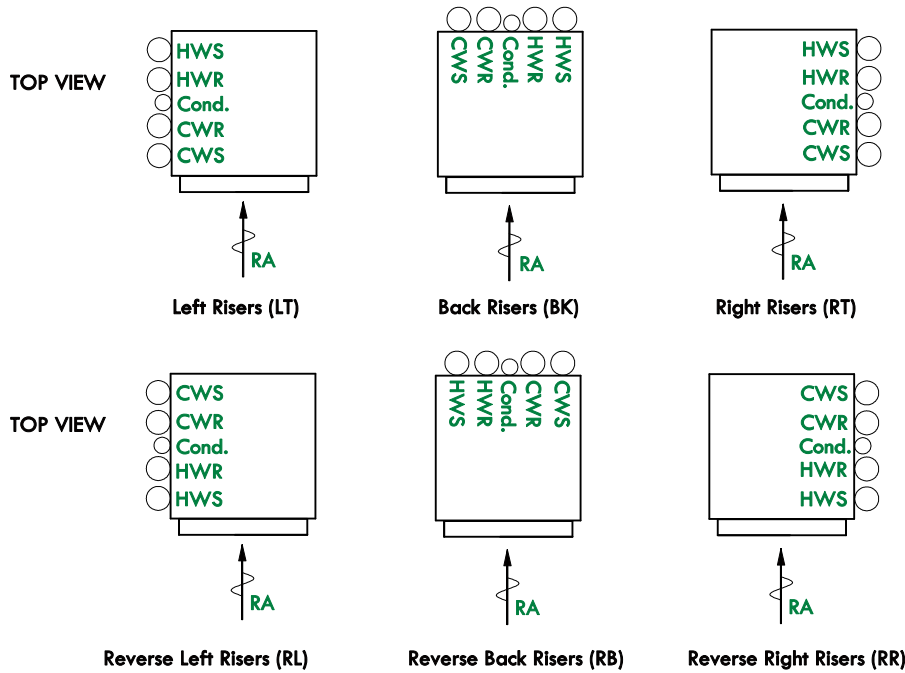 TOP VIEW
HWS
HWR
Cond.
CWR
CWS
RA
Left Risers (LT)
CWS
CWR
Cond.
HWR
HWS
RA
Back Risers (BK)
HWS
HWR
Cond.
CWR
CWS
RA
Right Risers (RT)
TOP VIEW
CWS
CWR
Cond.
HWR
HWS
RA
Reverse Left Risers (RL)
HWS
HWR
Cond.
CWR
CWS
RA
Reverse Back Risers (RB)
CWS
CWR
Cond.
HWR
HWS
RA
Reverse Right Risers (RR)